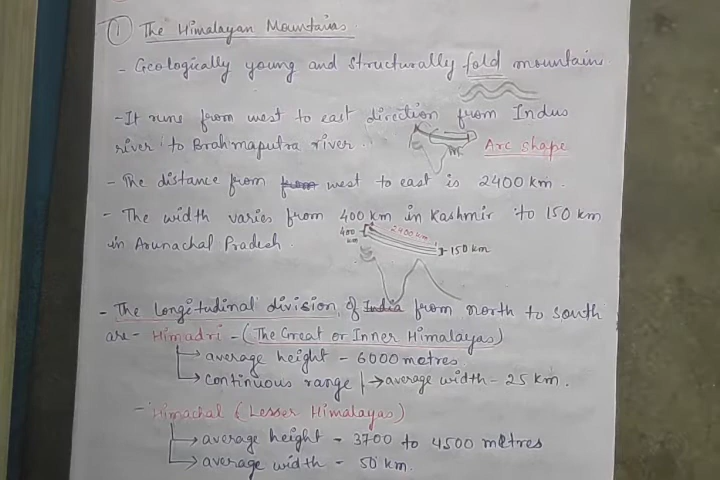 ① The Himalayan Mountains
- Geologically young and structurally fold mountains
- It runs from west to east direction from Indus
river to Brahmaputra river.
Arc shape
- The distance from from west to east is 2400 km.
- The width varies from 400 km in Kashmir to 150 km
in Arunachal Pradesh.
400 km
2400 km
150 km
- The Longitudinal division of India from north to south
are - Himadri - (The Great or Inner Himalayas)
→ average height - 6000 metres.
→ continuous range | → average width - 25 km.
- Himachal (Lesser Himalayas)
→ average height - 3700 to 4500 metres
→ average width - 50 km.